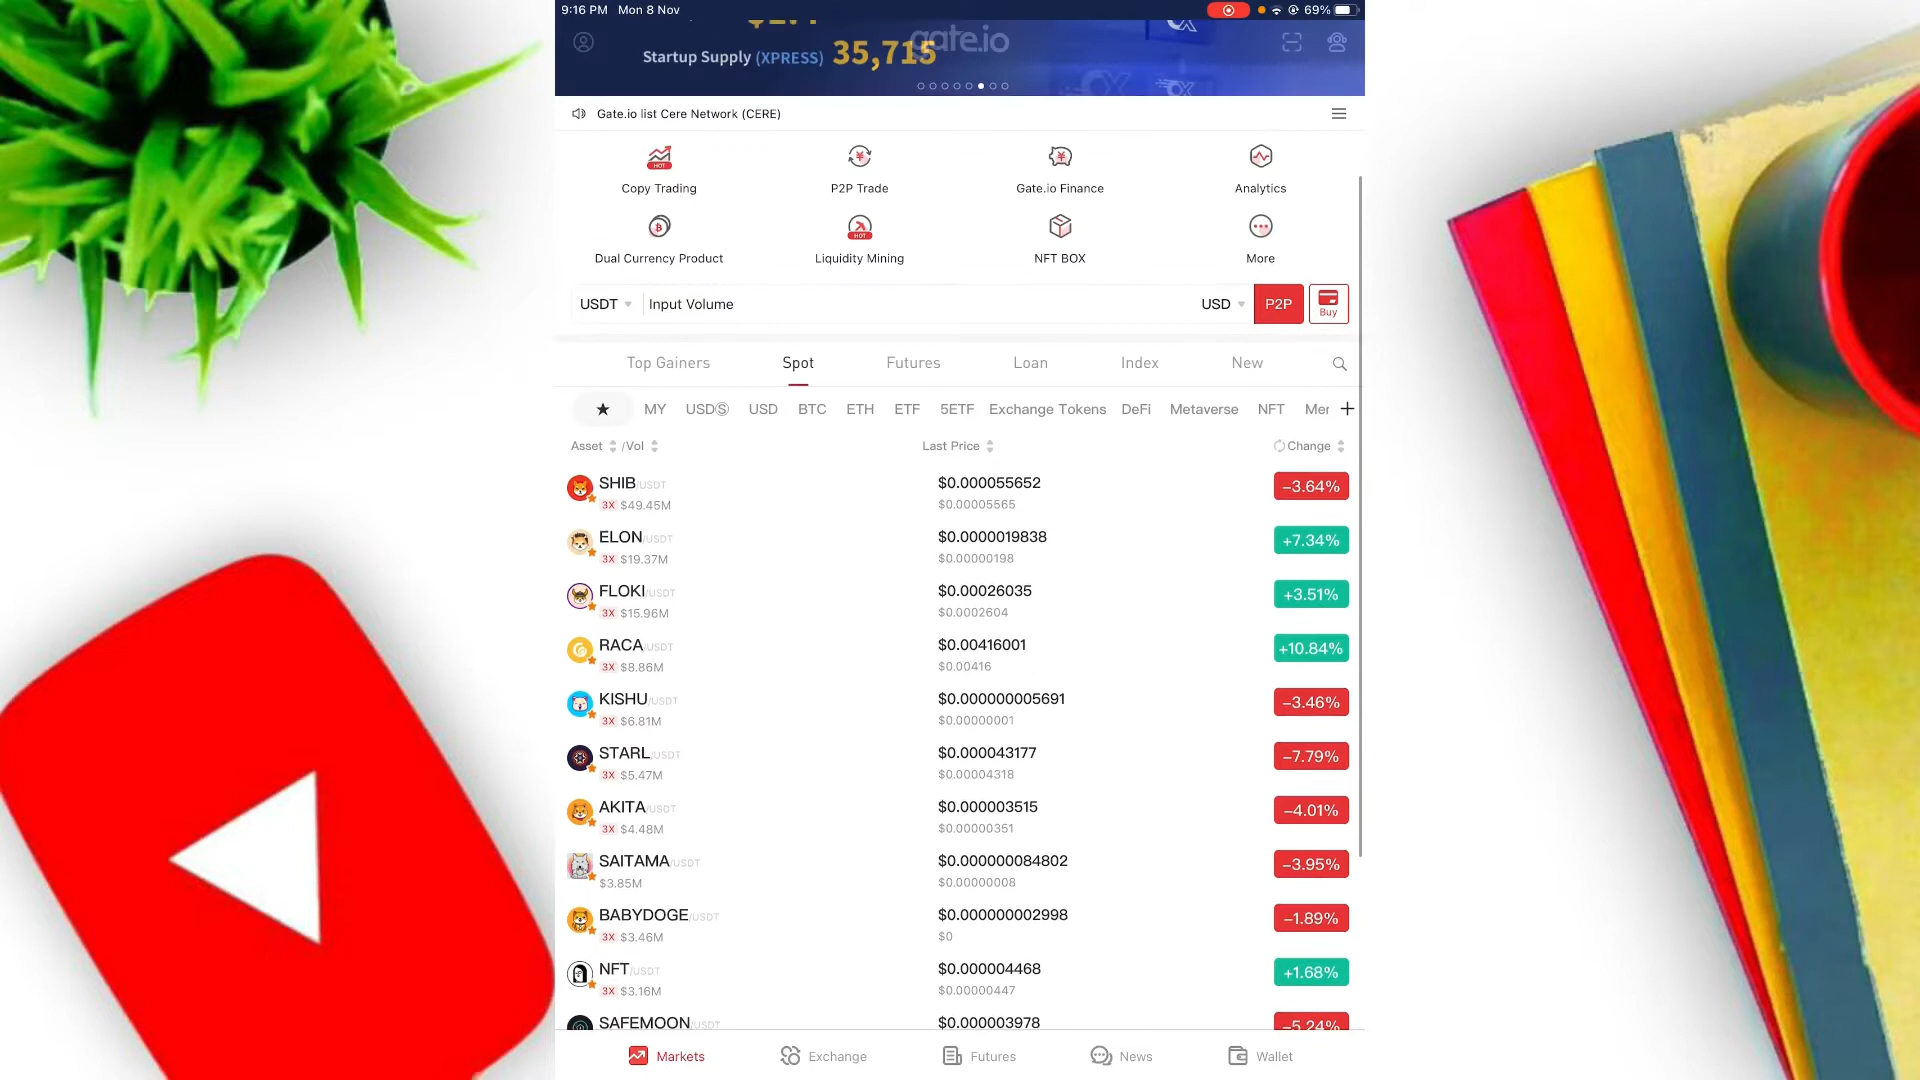 9:16 PM Mon 8 Nov 69%
gate.io
Startup Supply (XPRESS) 35,715
Gate.io list Cere Network (CERE)
Copy Trading P2P Trade Gate.io Finance Analytics
Dual Currency Product Liquidity Mining NFT BOX More
USDT Input Volume USD P2P Buy
Top Gainers Spot Futures Loan Index New
MY USDⓈ USD BTC ETH ETF 5ETF Exchange Tokens DeFi Metaverse NFT
Asset /Vol Last Price Change
SHIB/USDT $0.000055652 -3.64%
3X $49.45M $0.00005565
ELON/USDT $0.0000019838 +7.34%
3X $19.37M $0.00000198
FLOKI/USDT $0.00026035 +3.51%
3X $15.96M $0.0002604
RACA/USDT $0.00416001 +10.84%
3X $8.86M $0.00416
KISHU/USDT $0.000000005691 -3.46%
3X $6.81M $0.00000001
STARL/USDT $0.000043177 -7.79%
3X $5.47M $0.00004318
AKITA/USDT $0.000003515 -4.01%
3X $4.48M $0.00000351
SAITAMA/USDT $0.000000084802 -3.95%
$3.85M $0.00000008
BABYDOGE/USDT $0.000000002998 -1.89%
3X $3.46M $0
NFT/USDT $0.000004468 +1.68%
3X $3.16M $0.00000447
SAFEMOON/USDT $0.000003978 -5.24%
Markets Exchange Futures News Wallet